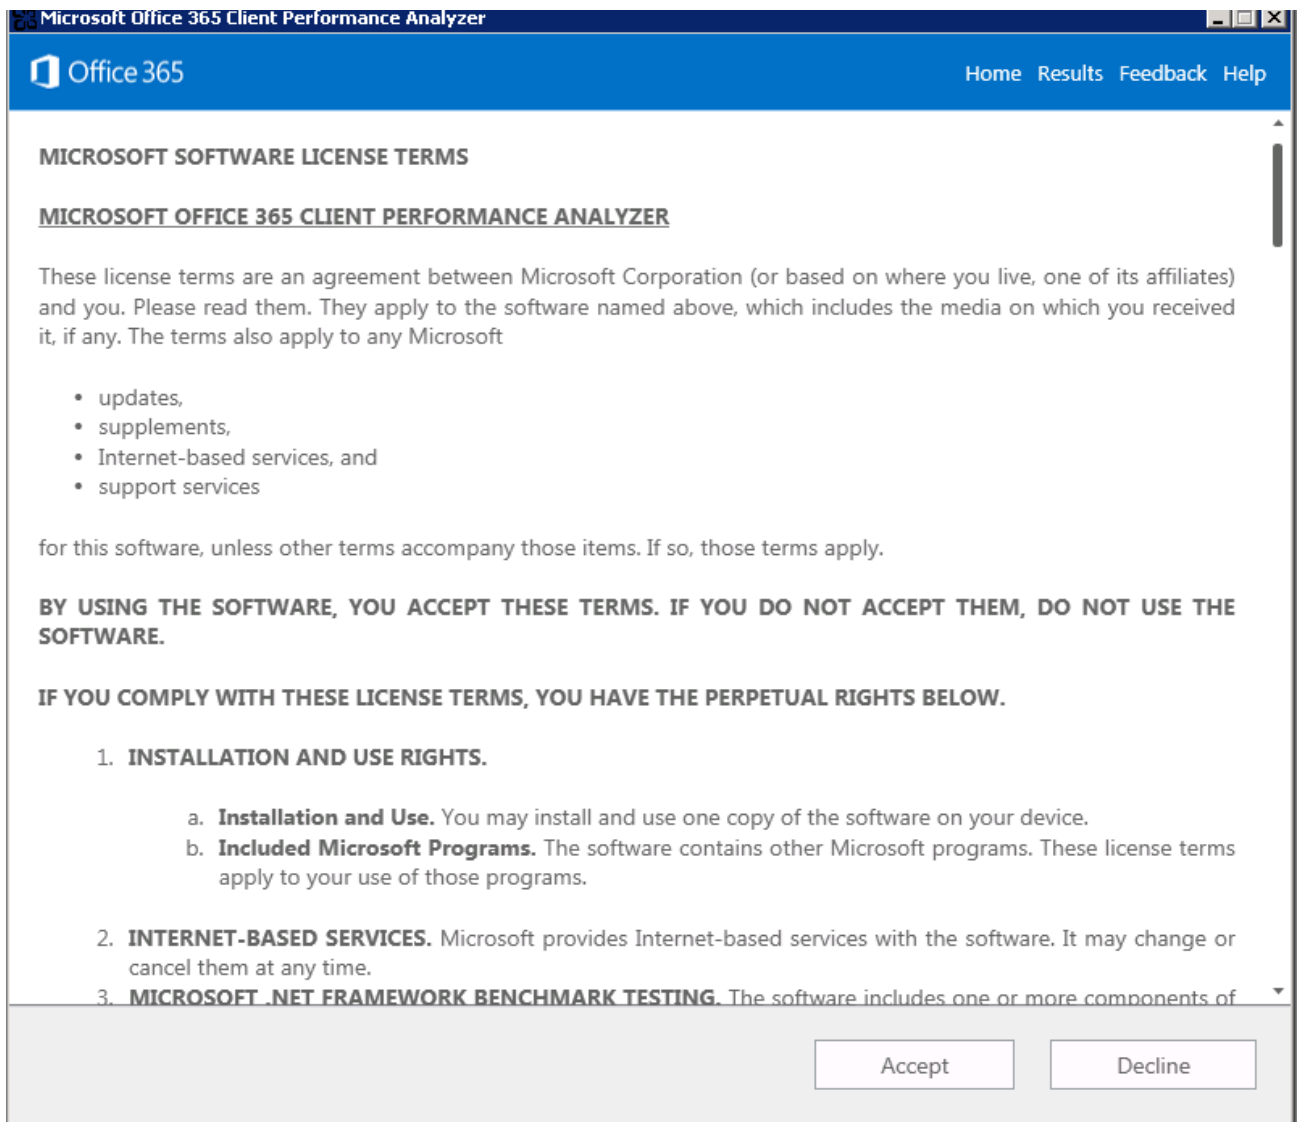 Microsoft Office 365 Client Performance Analyzer
Office 365
Home Results Feedback Help
MICROSOFT SOFTWARE LICENSE TERMS
MICROSOFT OFFICE 365 CLIENT PERFORMANCE ANALYZER
These license terms are an agreement between Microsoft Corporation (or based on where you live, one of its affiliates)
and you. Please read them. They apply to the software named above, which includes the media on which you received
it, if any. The terms also apply to any Microsoft
• updates,
• supplements,
• Internet-based services, and
• support services
for this software, unless other terms accompany those items. If so, those terms apply.
BY USING THE SOFTWARE, YOU ACCEPT THESE TERMS. IF YOU DO NOT ACCEPT THEM, DO NOT USE THE
SOFTWARE.
IF YOU COMPLY WITH THESE LICENSE TERMS, YOU HAVE THE PERPETUAL RIGHTS BELOW.
1. INSTALLATION AND USE RIGHTS.
a. Installation and Use. You may install and use one copy of the software on your device.
b. Included Microsoft Programs. The software contains other Microsoft programs. These license terms
apply to your use of those programs.
2. INTERNET-BASED SERVICES. Microsoft provides Internet-based services with the software. It may change or
cancel them at any time.
3. MICROSOFT .NET FRAMEWORK BENCHMARK TESTING. The software includes one or more components of
Accept
Decline